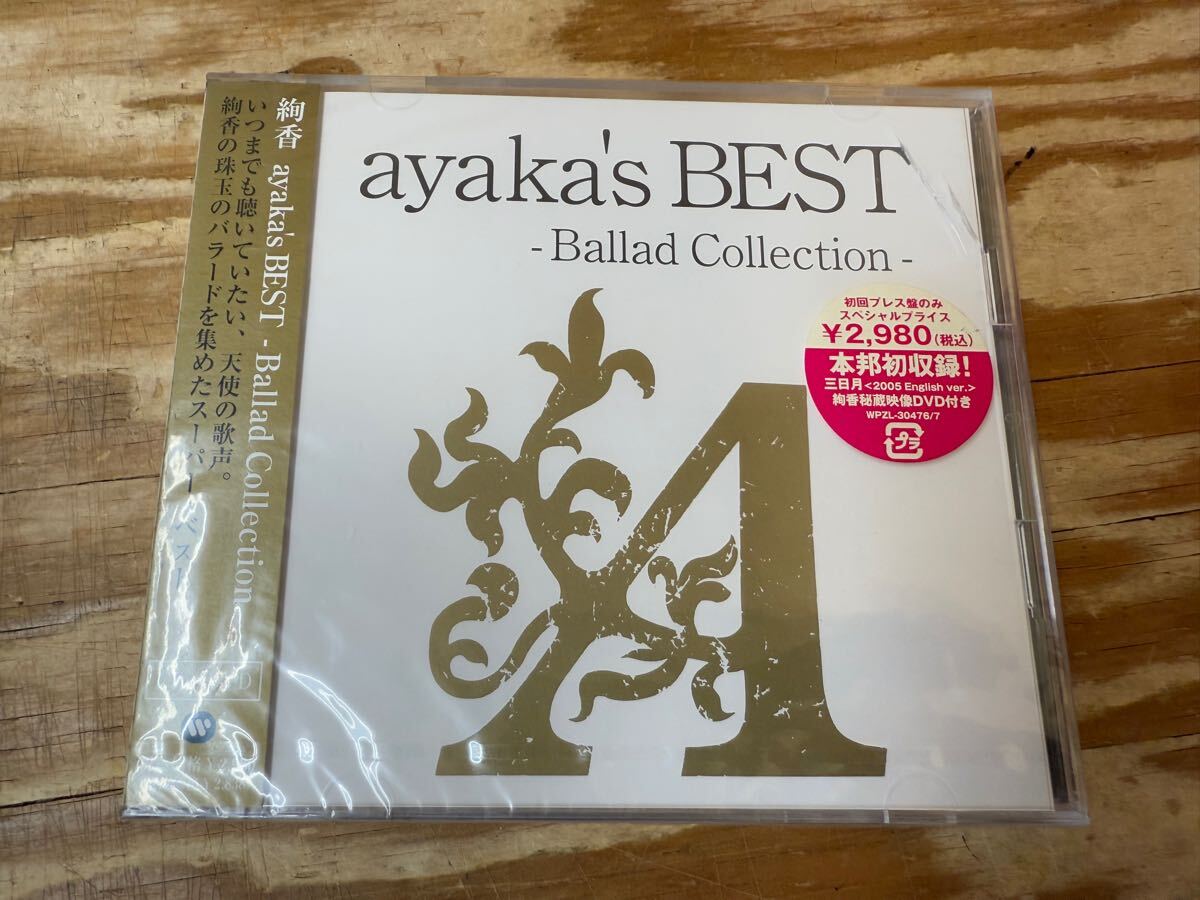 ayaka's BEST
- Ballad Collection -
初回プレス盤のみ
スペシャルプライス
¥2,980(税込)
本邦初収録!
三日月<2005 English ver.>
絢香秘蔵映像DVD付き
WPZL-30476/7
プラ
絢香 ayaka's BEST - Ballad Collection -
いつまでも聴いていたい、天使の歌声。
絢香の珠玉のバラードを集めたスーパーベスト